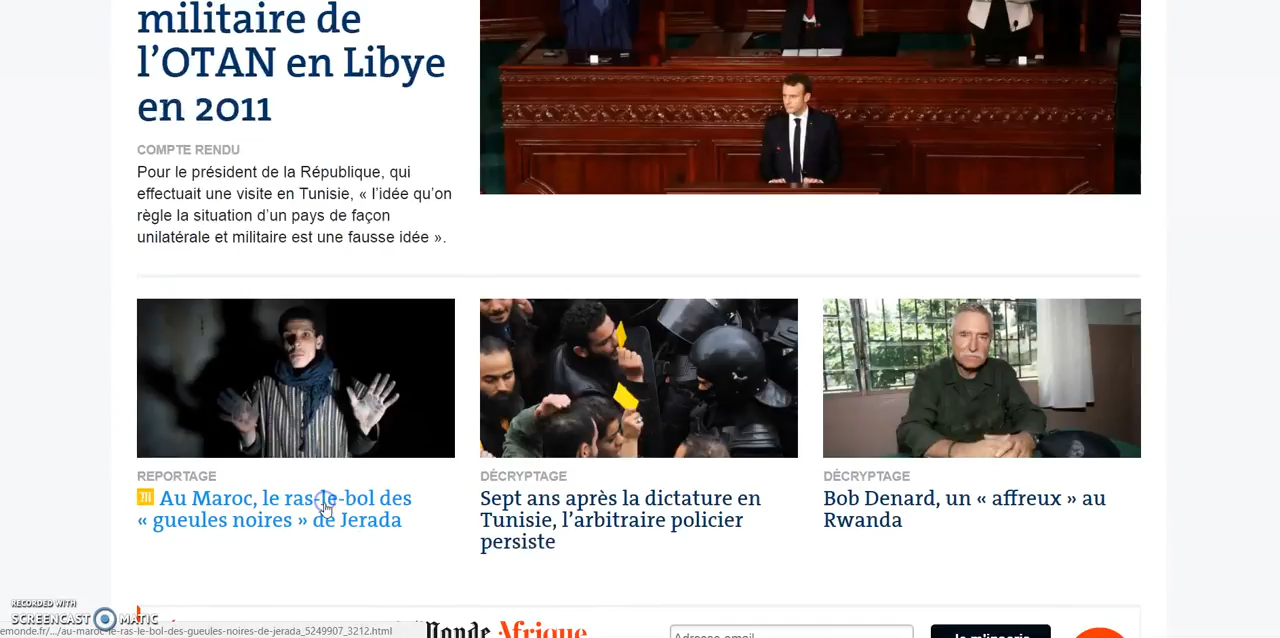 militaire de
l’OTAN en Libye
en 2011
COMPTE RENDU
Pour le président de la République, qui
effectuait une visite en Tunisie, « l’idée qu’on
règle la situation d’un pays de façon
unilatérale et militaire est une fausse idée ».
REPORTAGE
Au Maroc, le ras-le-bol des
« gueules noires » de Jerada
DÉCRYPTAGE
Sept ans après la dictature en
Tunisie, l’arbitraire policier
persiste
DÉCRYPTAGE
Bob Denard, un « affreux » au
Rwanda
RECORDED WITH
SCREENCAST MATIC
emonde.fr/.../au-maroc-le-ras-le-bol-des-gueules-noires-de-jerada_5249907_3212.html
Monde Afrique
Adresse email
Je m'inscris